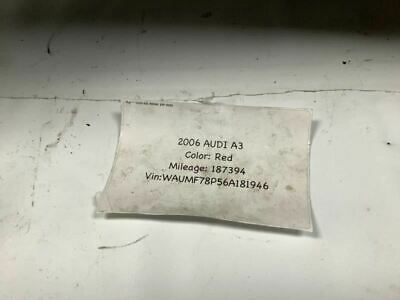 2006 AUDI A3
Color: Red
Mileage: 187394
Vin:WAUMF78P56A181946